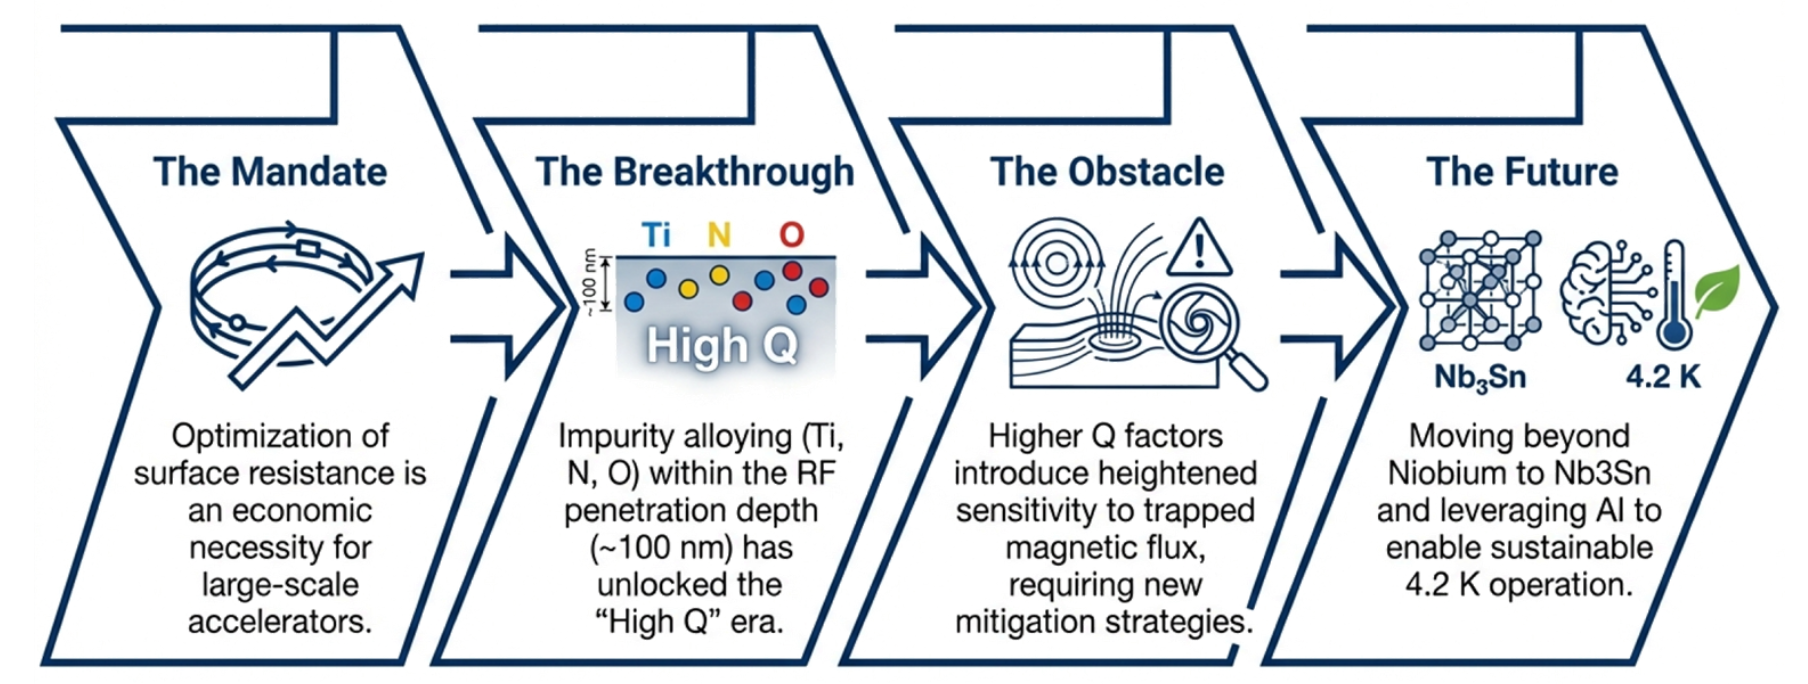 The Mandate
Optimization of
surface resistance is
an economic
necessity for
large-scale
accelerators.
The Breakthrough
Ti N O
~100 nm
High Q
Impurity alloying (Ti,
N, O) within the RF
penetration depth
(~100 nm) has
unlocked the
“High Q” era.
The Obstacle
Higher Q factors
introduce heightened
sensitivity to trapped
magnetic flux,
requiring new
mitigation strategies.
The Future
Nb₃Sn
4.2 K
Moving beyond
Niobium to Nb3Sn
and leveraging AI to
enable sustainable
4.2 K operation.